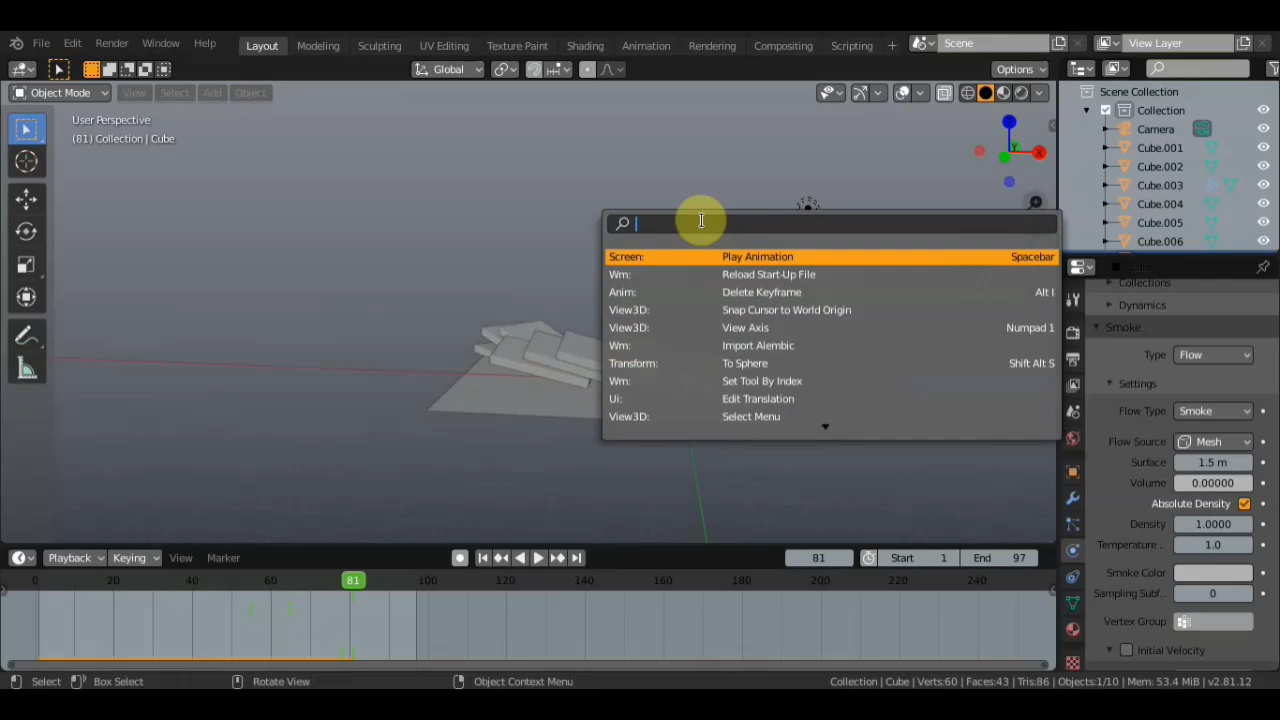 File Edit Render Window Help Layout Modeling Sculpting UV Editing Texture Paint Shading Animation Rendering Compositing Scripting + Scene View Layer
Global Options
Object Mode View Select Add Object
Scene Collection
User Perspective
(81) Collection | Cube
Collection
Camera
Cube.001
Cube.002
Cube.003
Cube.004
Cube.005
Cube.006
X
Y
Screen: Play Animation Spacebar
Wm: Reload Start-Up File
Anim: Delete Keyframe Alt I
View3D: Snap Cursor to World Origin
View3D: View Axis Numpad 1
Wm: Import Alembic
Transform: To Sphere Shift Alt S
Wm: Set Tool By Index
Ui: Edit Translation
View3D: Select Menu
Collections
Dynamics
Smoke
Type Flow
Settings
Flow Type Smoke
Flow Source Mesh
Surface 1.5 m
Volume 0.00000
Absolute Density
Density 1.0000
Temperature .. 1.0
Smoke Color
Sampling Subf.. 0
Vertex Group
Initial Velocity
Playback Keying View Marker 81 Start 1 End 97
0 20 40 60 81 100 120 140 160 180 200 220 240
Select Box Select Rotate View Object Context Menu Collection | Cube | Verts:60 | Faces:43 | Tris:86 | Objects:1/10 | Mem: 53.4 MiB | v2.81.12